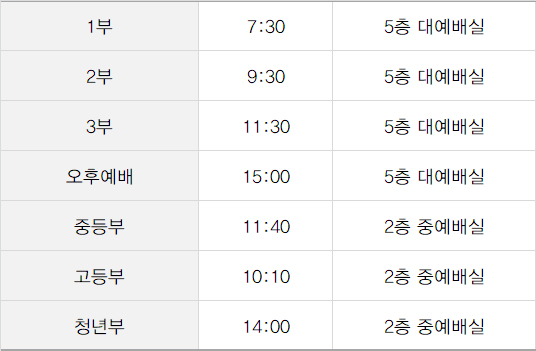 1부 7:30 5층 대예배실
2부 9:30 5층 대예배실
3부 11:30 5층 대예배실
오후예배 15:00 5층 대예배실
중등부 11:40 2층 중예배실
고등부 10:10 2층 중예배실
청년부 14:00 2층 중예배실